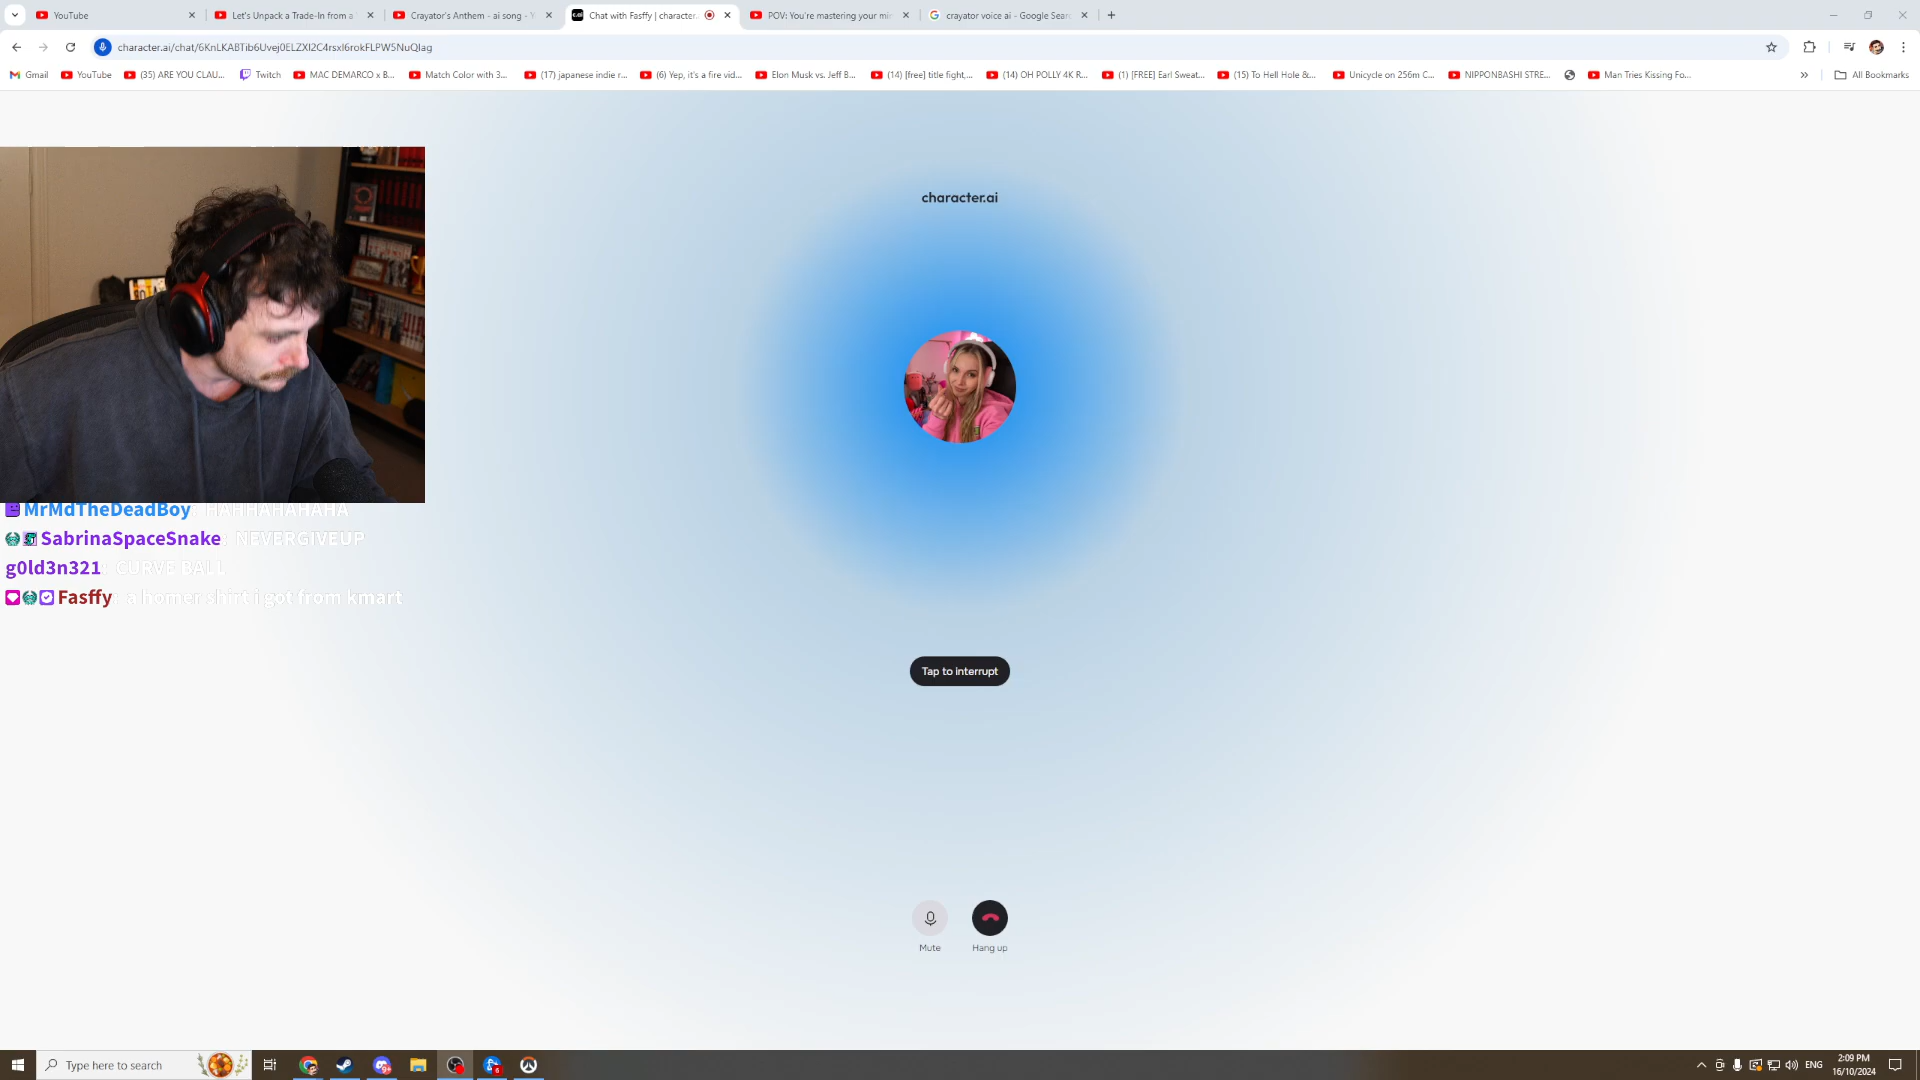 YouTube
Let's Unpack a Trade-In from a
Crayator's Anthem - ai song - Y
Chat with Fasffy | character.
POV: You're mastering your mi
crayator voice ai - Google Sear
character.ai/chat/6KnLKABTib6Uvej0ELZXI2C4rsxI6rokFLPWSNuQIag
Gmail
YouTube
(35) ARE YOU CLAU...
Twitch
MAC DEMARCO x B...
Match Color with 3...
(17) japanese indie r...
(6) Yep, it's a fire vid...
Elon Musk vs. Jeff B...
(14) [free] title fight,...
(14) OH POLLY 4K R...
(1) [FREE] Earl Sweat...
(15) To Hell Hole &...
Unicycle on 256m C...
NIPPONBASHI STRE...
Man Tries Kissing Fo...
All Bookmarks
character.ai
MrMdTheDeadBoy: HAHHAHAHAHA
SabrinaSpaceSnake: NEVERGIVEUP
g0ld3n321: CURVE BALL
Fasffy: a homer shirt i got from kmart
Tap to interrupt
Mute
Hang up
Type here to search
ENG
2:09 PM
16/10/2024